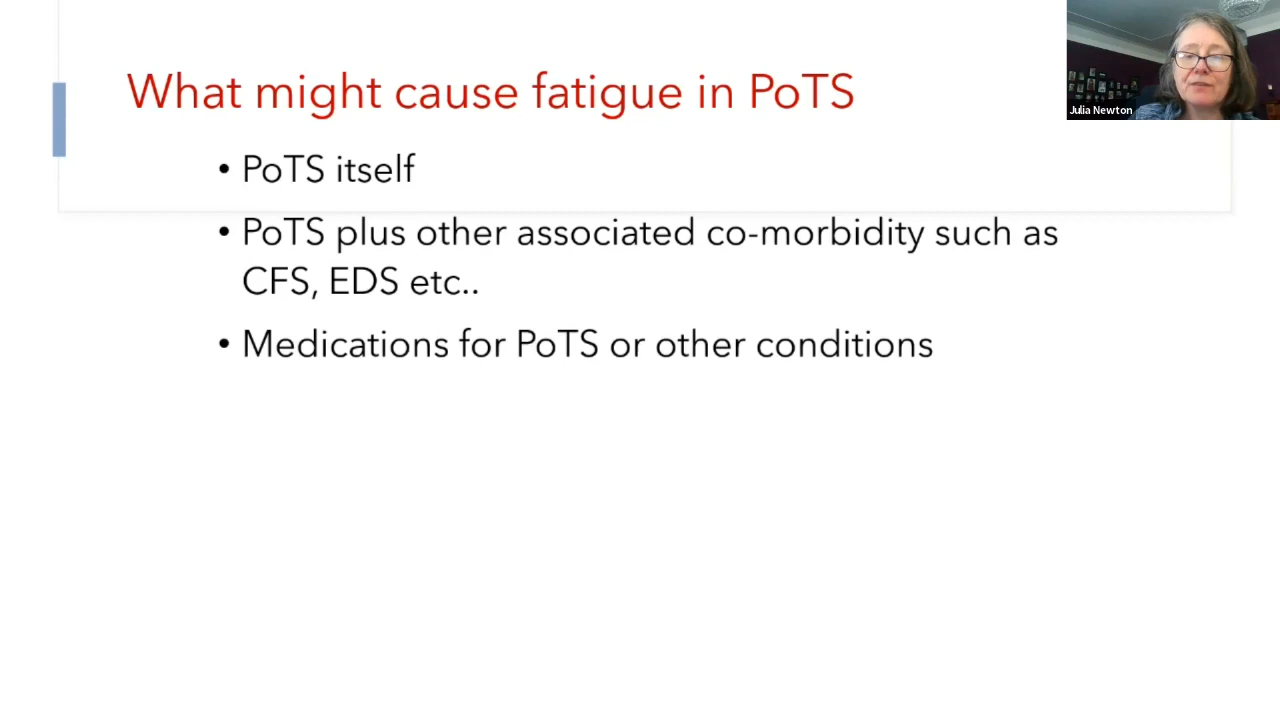 What might cause fatigue in PoTS
Julia Newton
• PoTS itself
• PoTS plus other associated co-morbidity such as
CFS, EDS etc..
• Medications for PoTS or other conditions